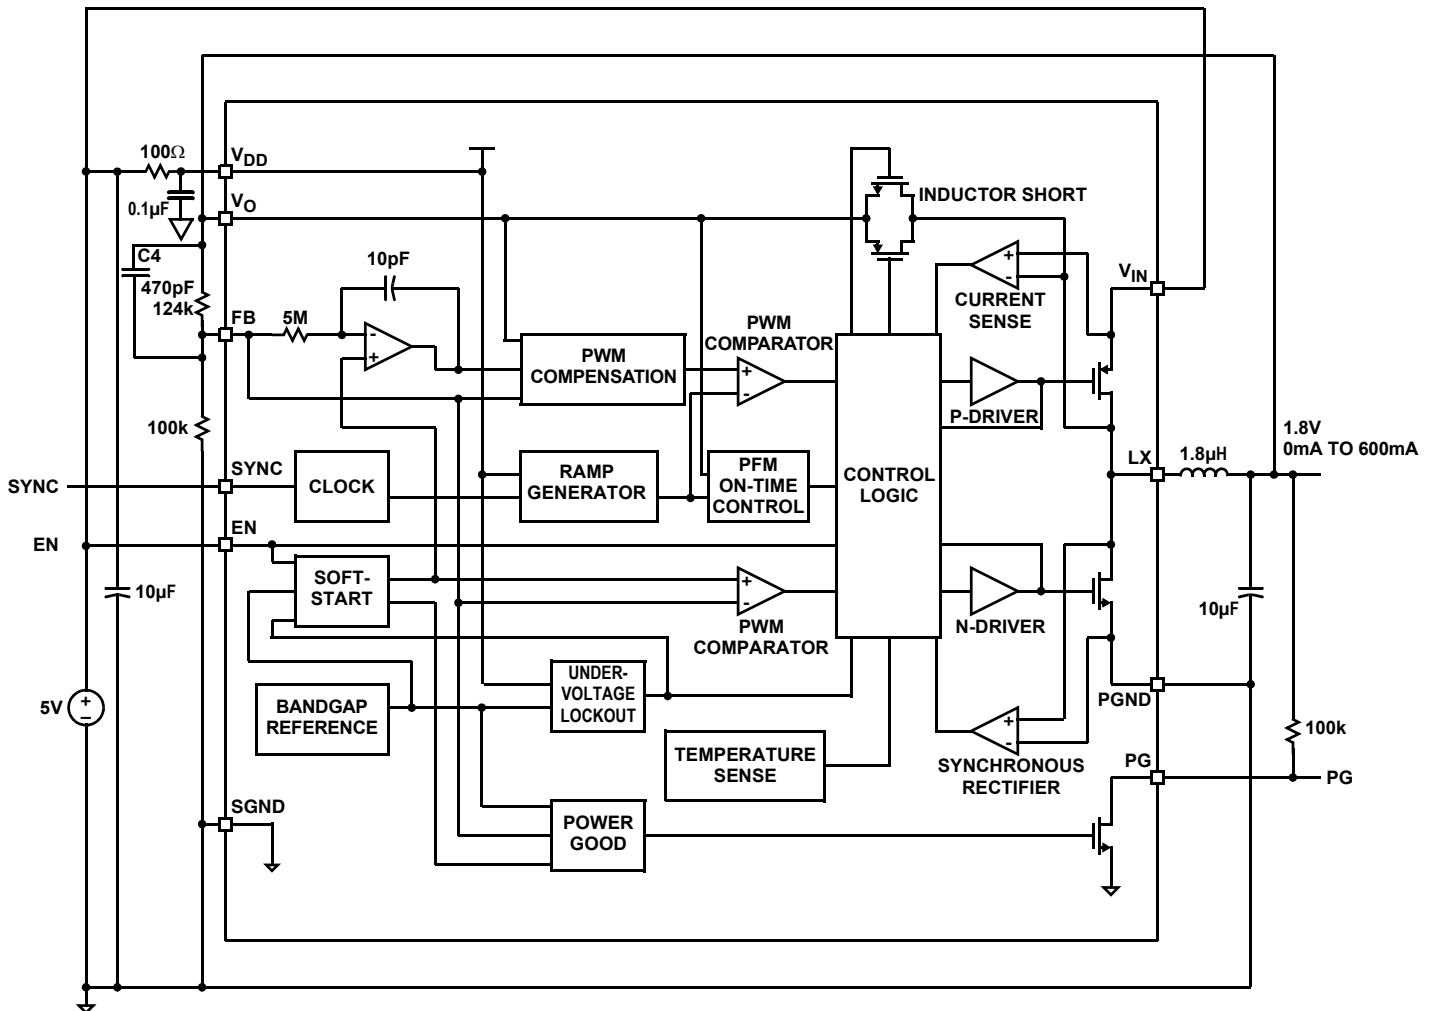 100Ω
VDD
0.1µF
VO
INDUCTOR SHORT
C4
10pF
470pF
124k
+
-
CURRENT
SENSE
VIN
FB
5M
-
+
PWM
COMPENSATION
PWM
COMPARATOR
+
-
P-DRIVER
100k
1.8V
0mA TO 600mA
SYNC
SYNC
CLOCK
RAMP
GENERATOR
PFM
ON-TIME
CONTROL
CONTROL
LOGIC
LX
1.8µH
EN
EN
10µF
SOFT-
START
+
-
PWM
COMPARATOR
N-DRIVER
10µF
5V
+
–
BANDGAP
REFERENCE
UNDER-
VOLTAGE
LOCKOUT
PGND
TEMPERATURE
SENSE
+
-
SYNCHRONOUS
RECTIFIER
100k
PG
PG
SGND
POWER
GOOD